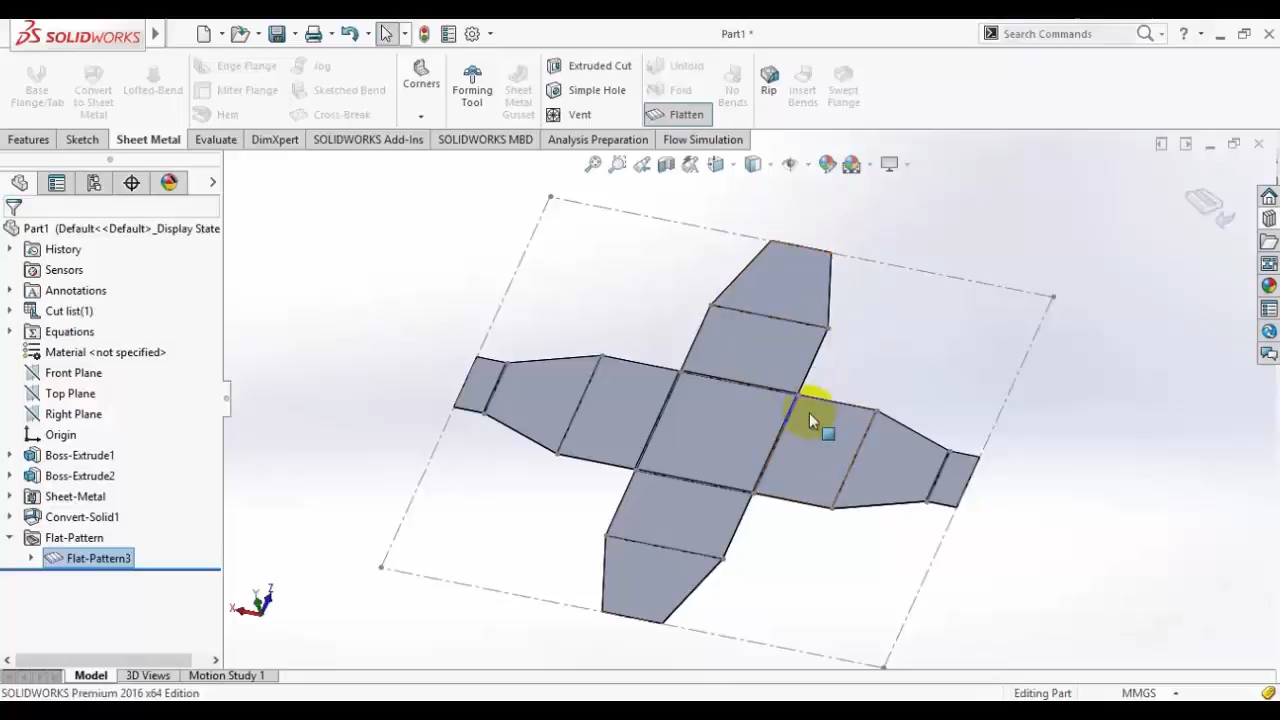 SOLIDWORKS
Part1 *
Search Commands
?
Base Flange/Tab
Convert to Sheet Metal
Lofted-Bend
Edge Flange
Miter Flange
Hem
Jog
Sketched Bend
Cross-Break
Corners
Forming Tool
Sheet Metal Gusset
Extruded Cut
Simple Hole
Vent
Unfold
Fold
Flatten
No Bends
Rip
Insert Bends
Swept Flange
Features
Sketch
Sheet Metal
Evaluate
DimXpert
SOLIDWORKS Add-Ins
SOLIDWORKS MBD
Analysis Preparation
Flow Simulation
Part1 (Default<<Default>_Display State
History
Sensors
Annotations
Cut list(1)
Equations
Material <not specified>
Front Plane
Top Plane
Right Plane
Origin
Boss-Extrude1
Boss-Extrude2
Sheet-Metal
Convert-Solid1
Flat-Pattern
Flat-Pattern3
X
Y
Z
Model
3D Views
Motion Study 1
SOLIDWORKS Premium 2016 x64 Edition
Editing Part
MMGS